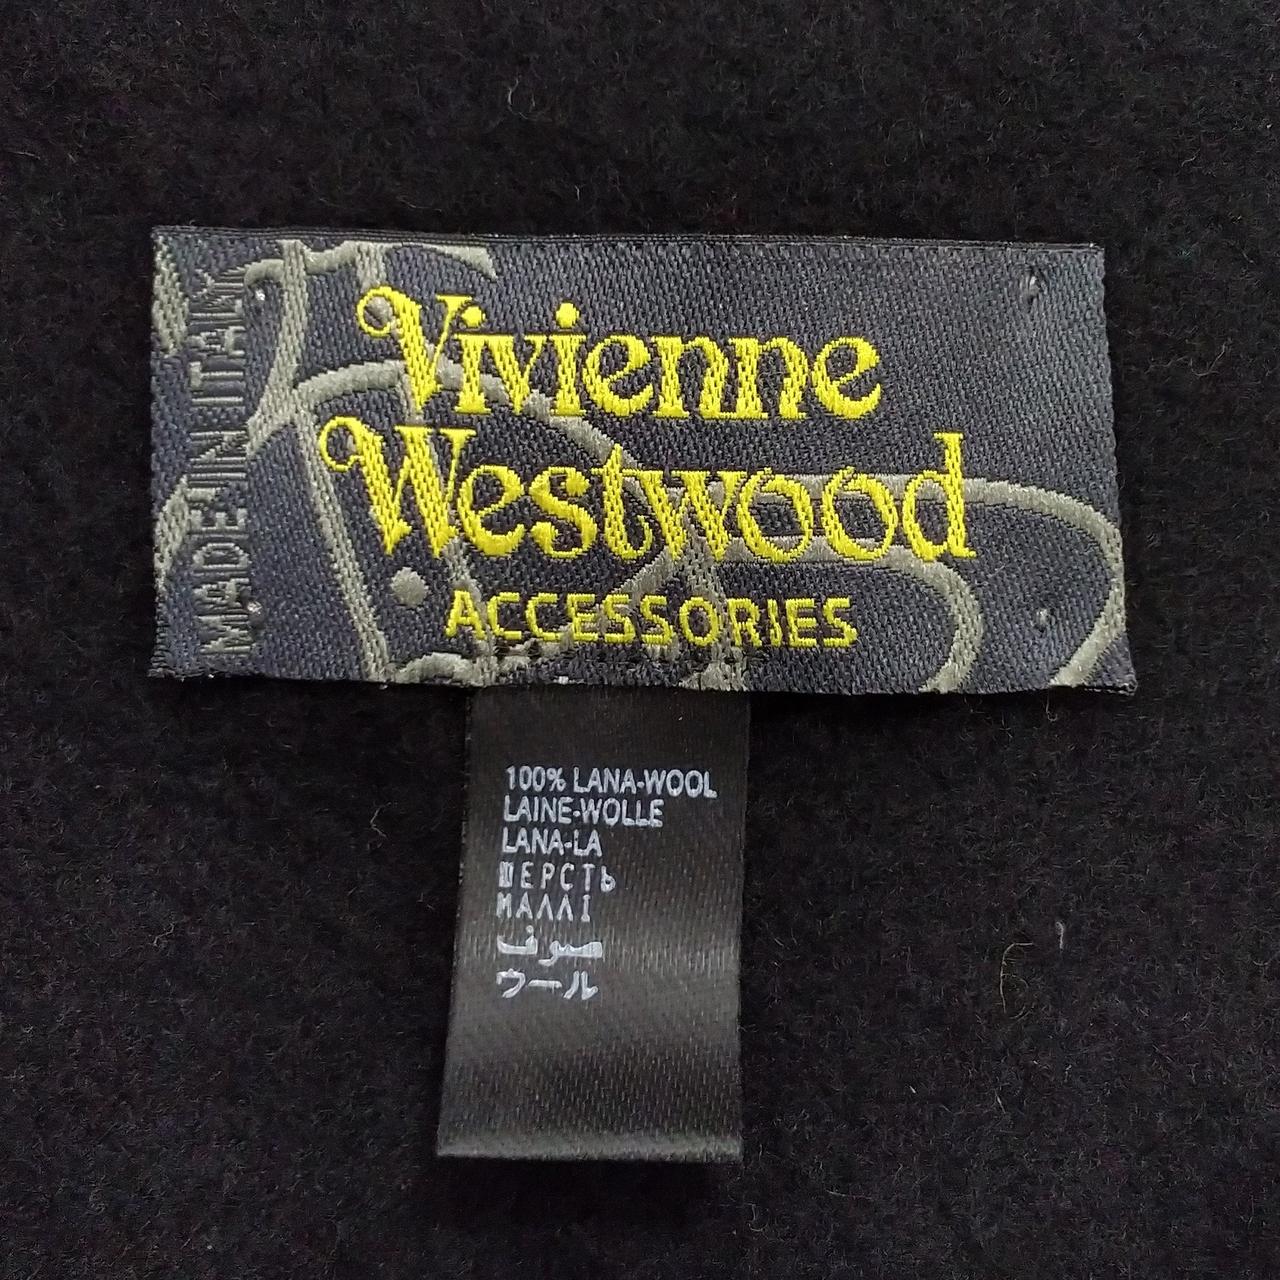 MADE IN ITALY
Vivienne
Westwood
ACCESSORIES
100% LANA-WOOL
LAINE-WOLLE
LANA-LA
ШЕРСТЬ
ΜΑΛΛΙ
صوف
ウール